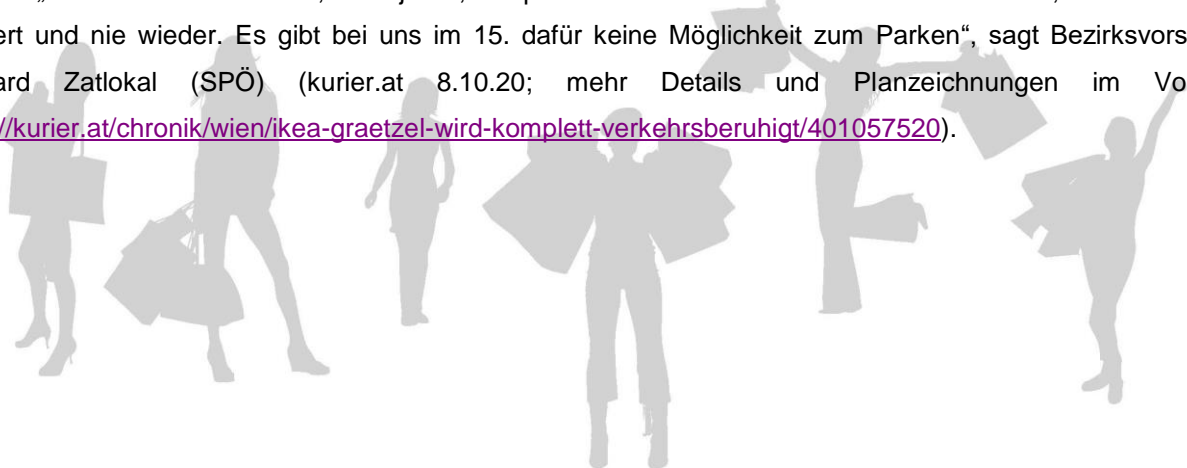 ert und nie wieder. Es gibt bei uns im 15. dafür keine Möglichkeit zum Parken“, sagt Bezirksvors
ard Zatlokal (SPÖ) (kurier.at 8.10.20; mehr Details und Planzeichnungen im Vo
//kurier.at/chronik/wien/ikea-graetzel-wird-komplett-verkehrsberuhigt/401057520).